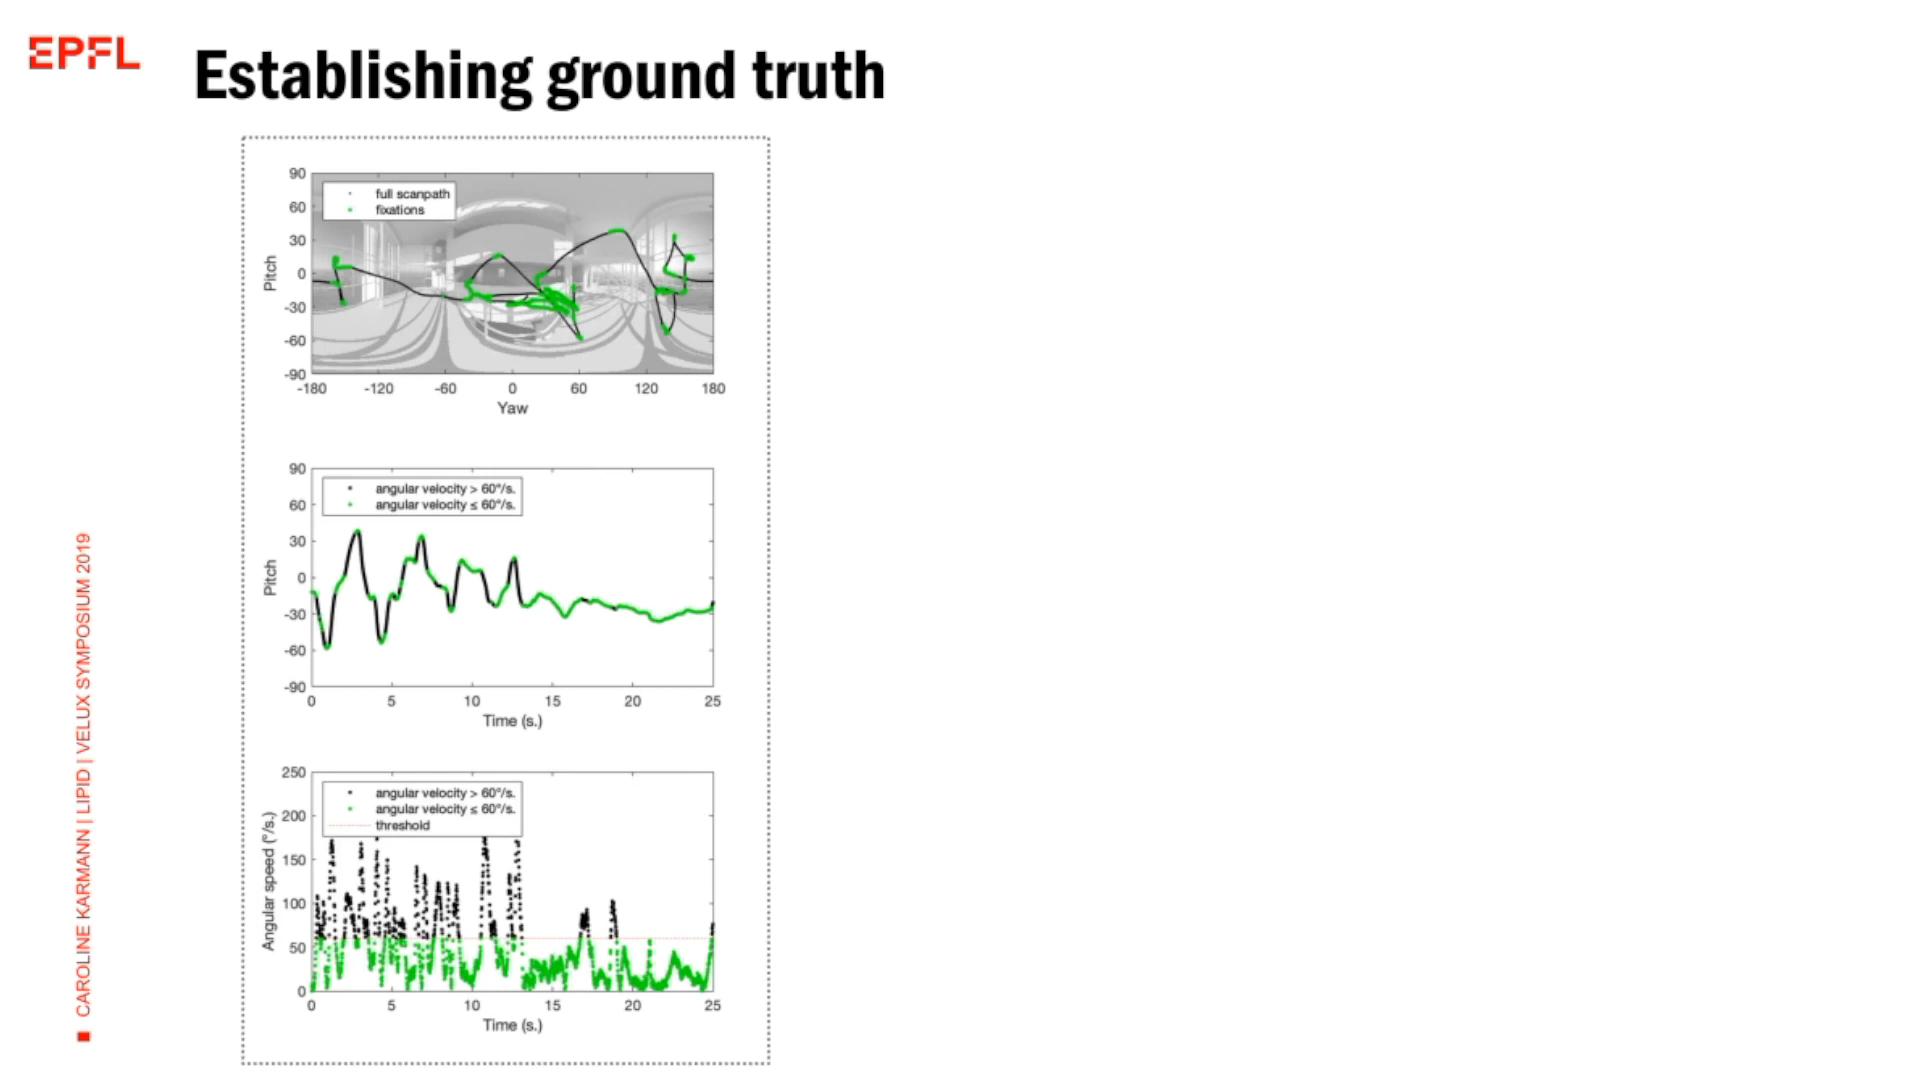 EPFL
Establishing ground truth
90
60
30
0
-30
-60
-90
Pitch
full scanpath
fixations
-180 -120 -60 0 60 120 180
Yaw
90
60
30
0
-30
-60
-90
Pitch
angular velocity > 60°/s.
angular velocity ≤ 60°/s.
0 5 10 15 20 25
Time (s.)
250
200
150
100
50
0
Angular speed (°/s.)
angular velocity > 60°/s.
angular velocity ≤ 60°/s.
threshold
0 5 10 15 20 25
Time (s.)
CAROLINE KARMANN | LIPID | VELUX SYMPOSIUM 2019